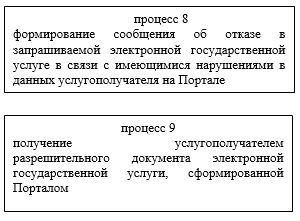 процесс 8
формирование сообщения об отказе в
запрашиваемой электронной государственной
услуге в связи с имеющимися нарушениями в
данных услугополучателя на Портале
процесс 9
получение услугополучателем
разрешительного документа электронной
государственной услуги, сформированной
Порталом